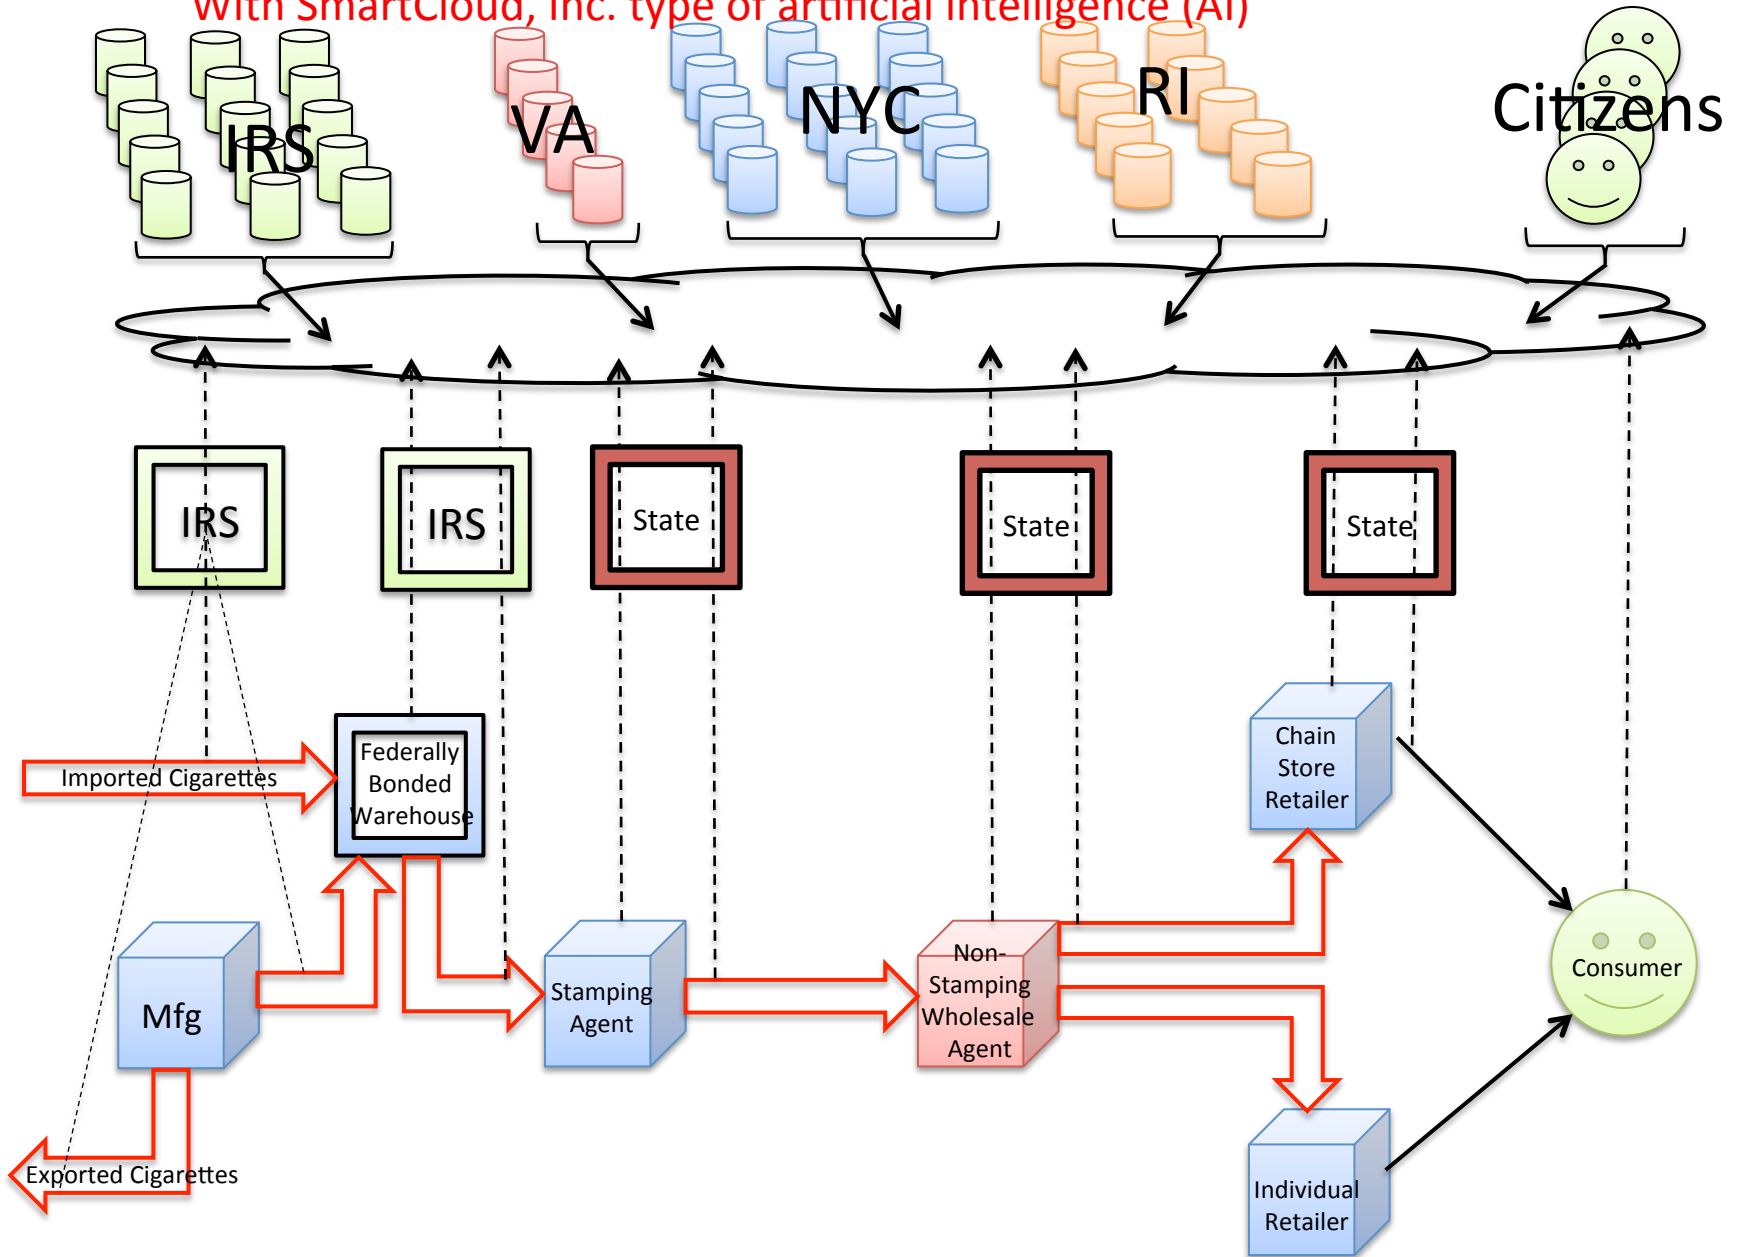 With SmartCloud, Inc. type of artificial intelligence (AI)
IRS
VA
NYC
RI
Citizens
IRS
IRS
State
State
State
Imported Cigarettes
Federally
Bonded
Warehouse
Chain
Store
Retailer
Mfg
Stamping
Agent
Non-
Stamping
Wholesale
Agent
Consumer
Exported Cigarettes
Individual
Retailer